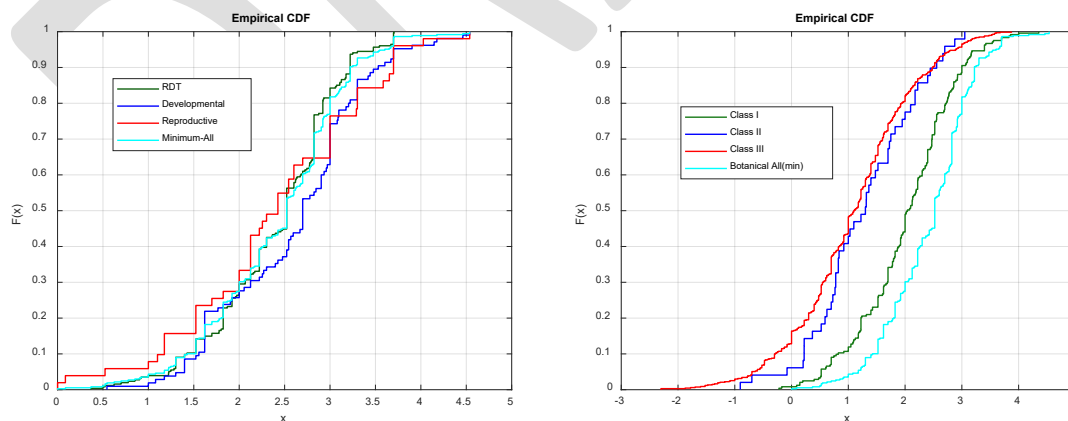 Empirical CDF
1
0.9
0.8
0.7
0.6
0.5
0.4
0.3
0.2
0.1
0
F(x)
RDT
Developmental
Reproductive
Minimum-All
0 0.5 1 1.5 2 2.5 3 3.5 4 4.5 5
x
Empirical CDF
1
0.9
0.8
0.7
0.6
0.5
0.4
0.3
0.2
0.1
0
F(x)
Class I
Class II
Class III
Botanical All(min)
-3 -2 -1 0 1 2 3 4 5
x